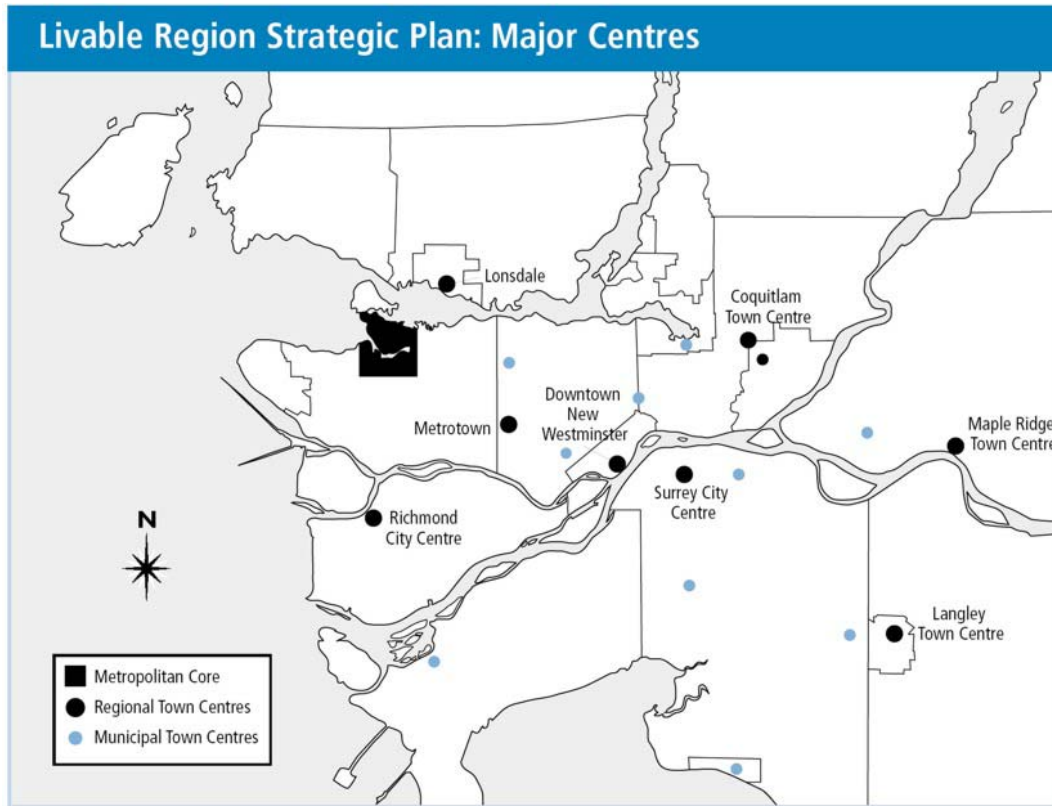 Livable Region Strategic Plan: Major Centres
Lonsdale
Coquitlam
Town Centre
Downtown
New
Westminster
Metrotown
Maple Ridge
Town Centre
Surrey City
Centre
Richmond
City Centre
N
Langley
Town Centre
Metropolitan Core
Regional Town Centres
Municipal Town Centres